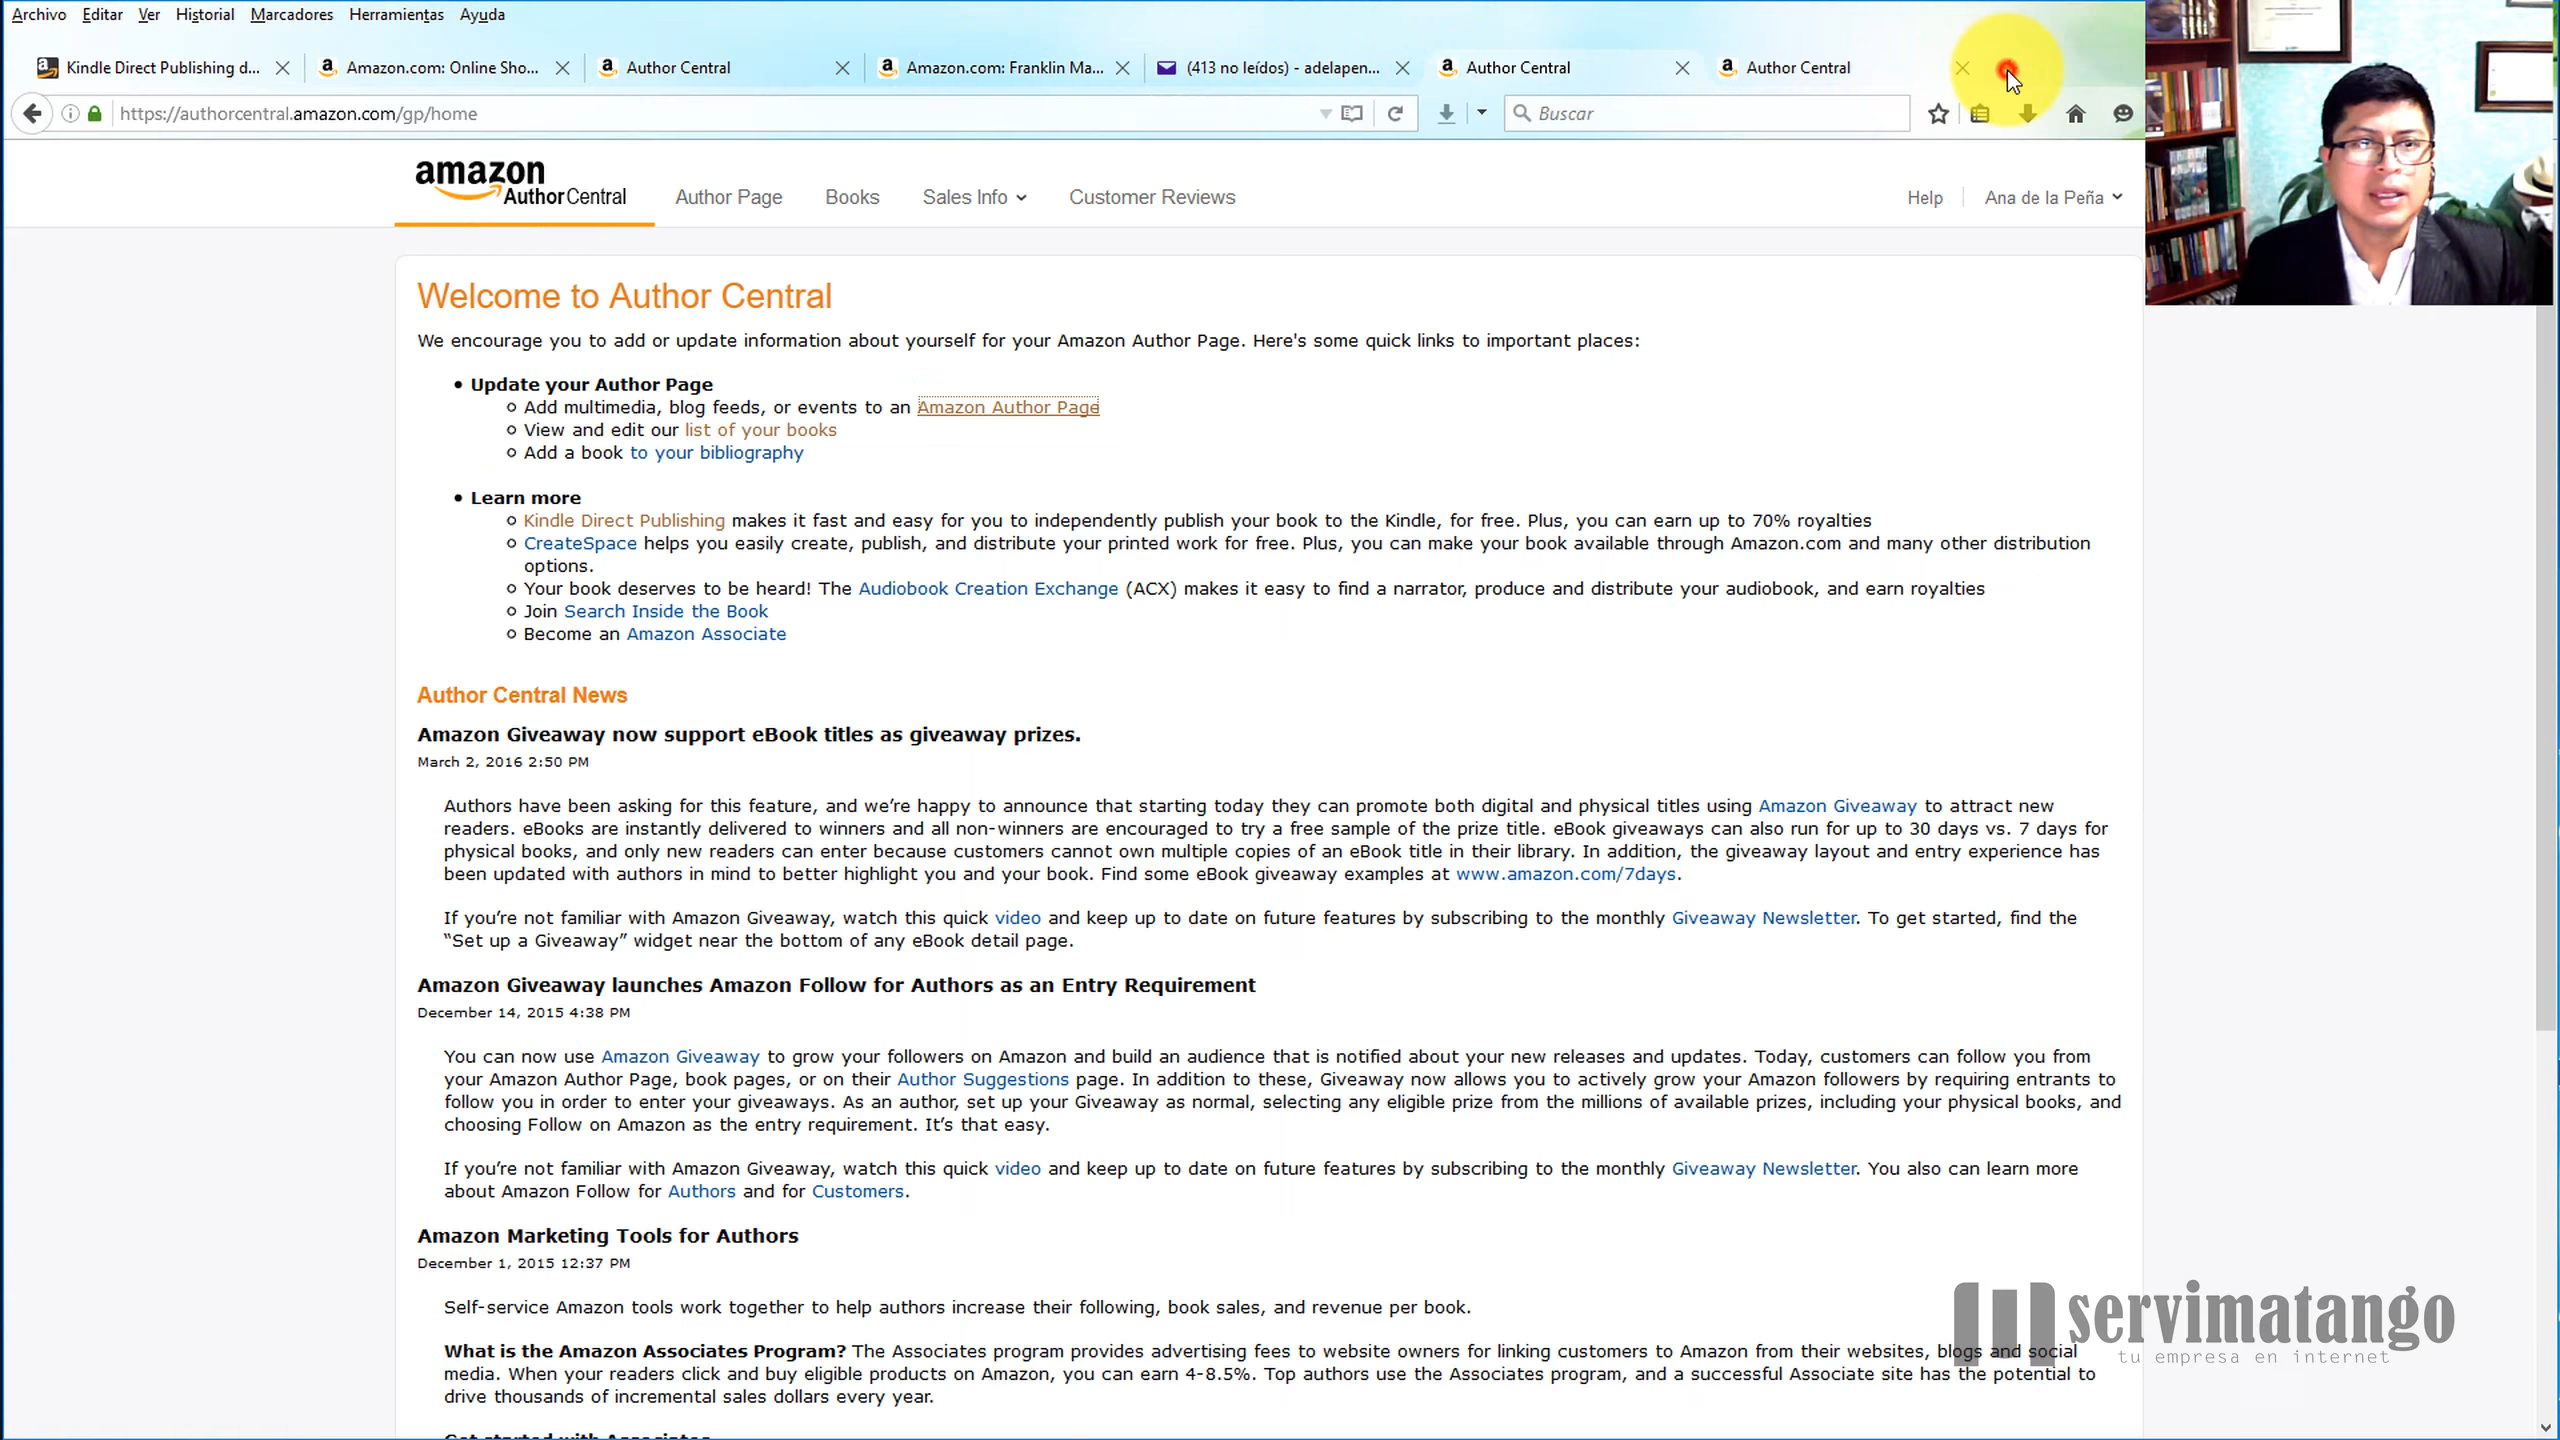 Archivo Editar Ver Historial Marcadores Herramientas Ayuda
Kindle Direct Publishing d... Amazon.com: Online Sho... Author Central Amazon.com: Franklin Ma... (413 no leídos) - adelapen... Author Central Author Central
https://authorcentral.amazon.com/gp/home Buscar
amazon
AuthorCentral Author Page Books Sales Info Customer Reviews Help Ana de la Peña
Welcome to Author Central
We encourage you to add or update information about yourself for your Amazon Author Page. Here's some quick links to important places:
• Update your Author Page
Add multimedia, blog feeds, or events to an Amazon Author Page
View and edit our list of your books
Add a book to your bibliography
• Learn more
Kindle Direct Publishing makes it fast and easy for you to independently publish your book to the Kindle, for free. Plus, you can earn up to 70% royalties
CreateSpace helps you easily create, publish, and distribute your printed work for free. Plus, you can make your book available through Amazon.com and many other distribution
options.
Your book deserves to be heard! The Audiobook Creation Exchange (ACX) makes it easy to find a narrator, produce and distribute your audiobook, and earn royalties
Join Search Inside the Book
Become an Amazon Associate
Author Central News
Amazon Giveaway now support eBook titles as giveaway prizes.
March 2, 2016 2:50 PM
Authors have been asking for this feature, and we’re happy to announce that starting today they can promote both digital and physical titles using Amazon Giveaway to attract new
readers. eBooks are instantly delivered to winners and all non-winners are encouraged to try a free sample of the prize title. eBook giveaways can also run for up to 30 days vs. 7 days for
physical books, and only new readers can enter because customers cannot own multiple copies of an eBook title in their library. In addition, the giveaway layout and entry experience has
been updated with authors in mind to better highlight you and your book. Find some eBook giveaway examples at www.amazon.com/7days.
If you’re not familiar with Amazon Giveaway, watch this quick video and keep up to date on future features by subscribing to the monthly Giveaway Newsletter. To get started, find the
“Set up a Giveaway” widget near the bottom of any eBook detail page.
Amazon Giveaway launches Amazon Follow for Authors as an Entry Requirement
December 14, 2015 4:38 PM
You can now use Amazon Giveaway to grow your followers on Amazon and build an audience that is notified about your new releases and updates. Today, customers can follow you from
your Amazon Author Page, book pages, or on their Author Suggestions page. In addition to these, Giveaway now allows you to actively grow your Amazon followers by requiring entrants to
follow you in order to enter your giveaways. As an author, set up your Giveaway as normal, selecting any eligible prize from the millions of available prizes, including your physical books, and
choosing Follow on Amazon as the entry requirement. It’s that easy.
If you’re not familiar with Amazon Giveaway, watch this quick video and keep up to date on future features by subscribing to the monthly Giveaway Newsletter. You also can learn more
about Amazon Follow for Authors and for Customers.
Amazon Marketing Tools for Authors
December 1, 2015 12:37 PM
Self-service Amazon tools work together to help authors increase their following, book sales, and revenue per book.
What is the Amazon Associates Program? The Associates program provides advertising fees to website owners for linking customers to Amazon from their websites, blogs and social
media. When your readers click and buy eligible products on Amazon, you can earn 4-8.5%. Top authors use the Associates program, and a successful Associate site has the potential to
drive thousands of incremental sales dollars every year.
Get started with Associates
servimatango
tu empresa en internet